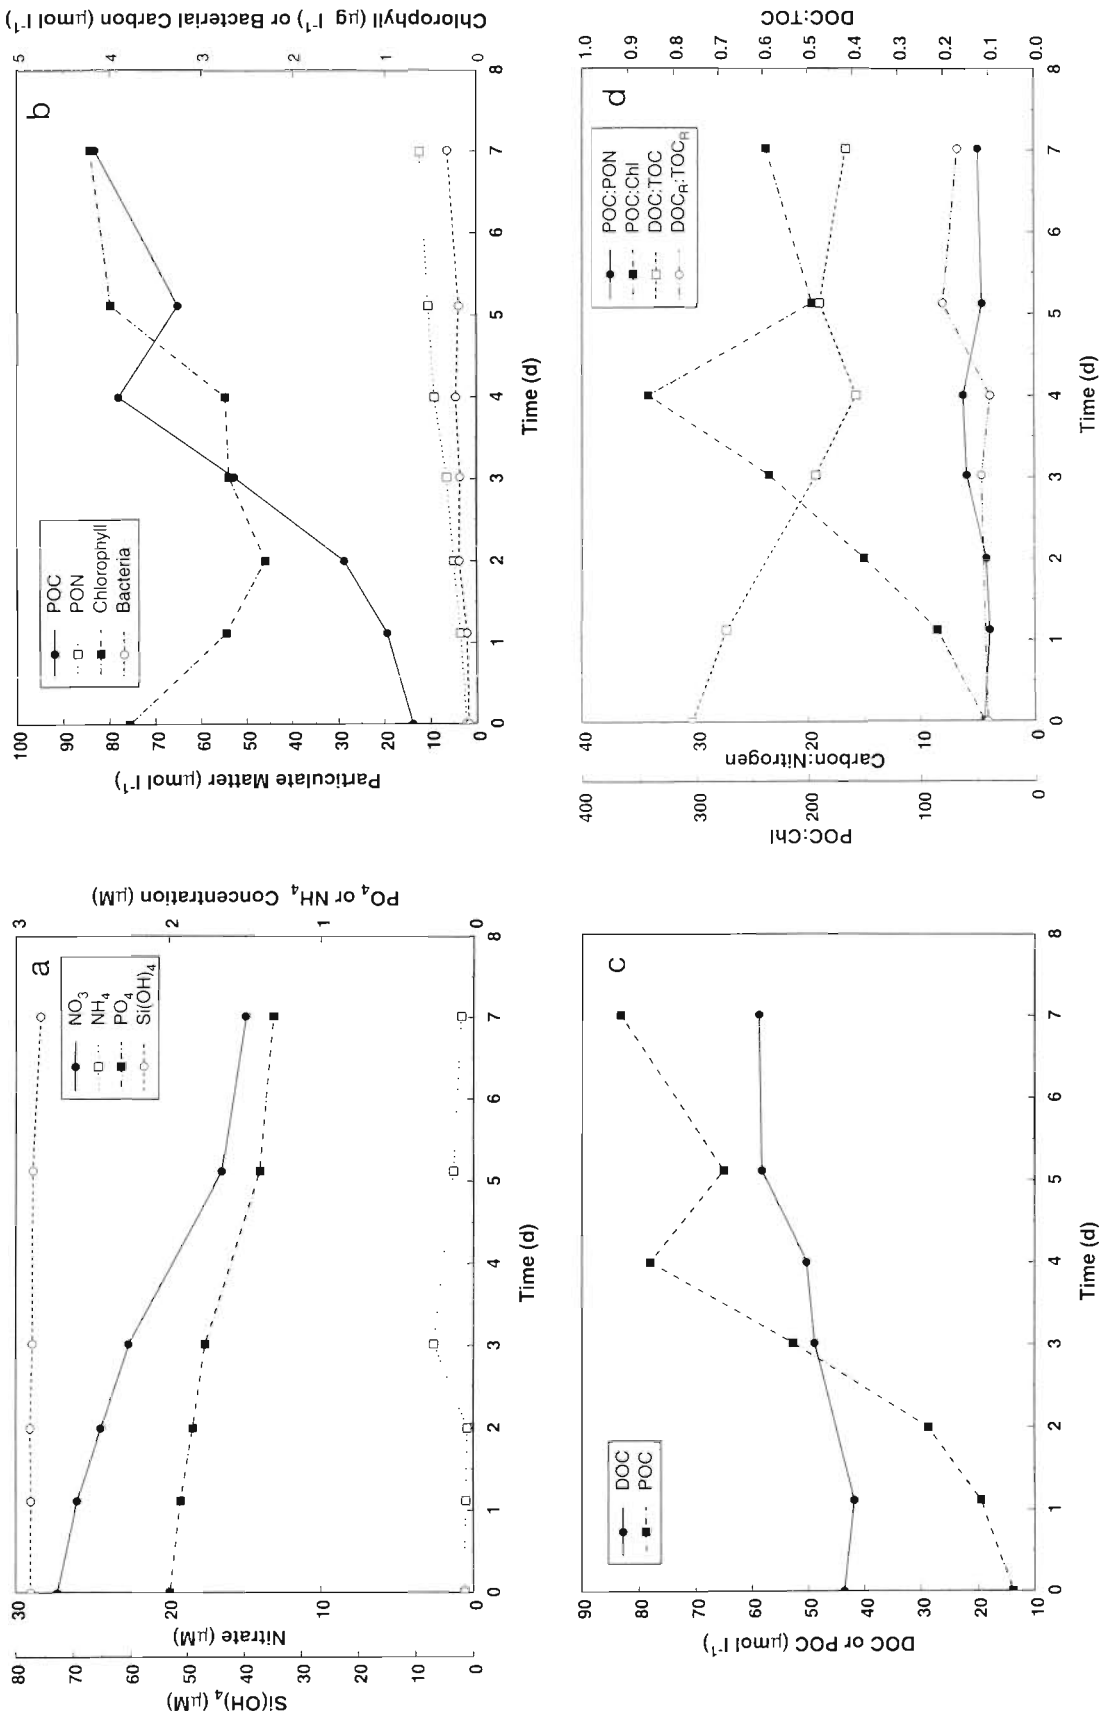 a
NO3
NH4
PO4
Si(OH)4
80
60
50
40
30
20
10
0
Si(OH)4 (μM)
30
20
10
0
Nitrate (μM)
3
2
1
0
PO4 or NH4 Concentration (μM)
0 1 2 3 4 5 6 7 8
Time (d)
b
POC
PON
Chlorophyll
Bacteria
100
90
80
70
60
50
40
30
20
10
0
Particulate Matter (μmol l-1)
5
4
3
2
1
0
Chlorophyll (μg l-1) or Bacterial Carbon (μmol l-1)
0 1 2 3 4 5 6 7 8
Time (d)
c
DOC
POC
90
80
70
60
50
40
30
20
10
DOC or POC (μmol l-1)
0 1 2 3 4 5 6 7 8
Time (d)
d
POC:PON
POC:Chl
DOC:TOC
DOCR:TOCR
400
300
200
100
0
POC:Chl
40
30
20
10
0
Carbon:Nitrogen
1.0
0.9
0.8
0.7
0.6
0.5
0.4
0.3
0.2
0.1
0.0
DOC:TOC
0 1 2 3 4 5 6 7 8
Time (d)